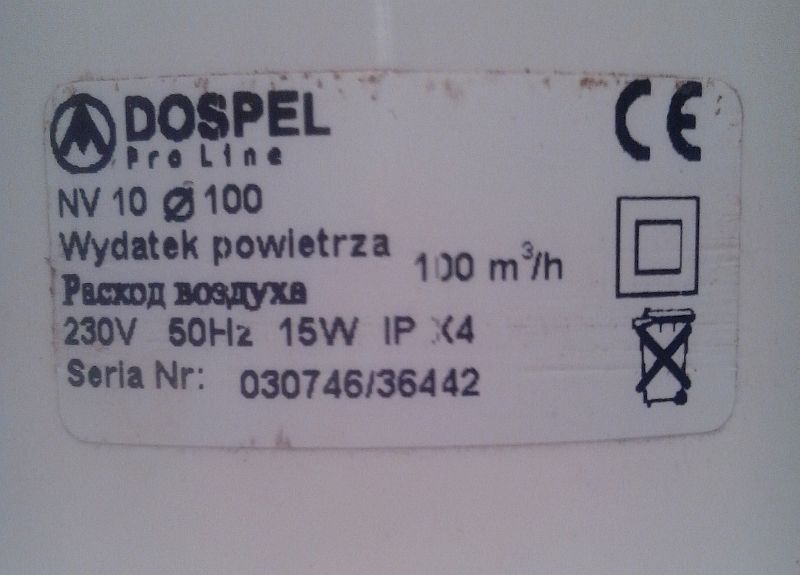 DOSPEL
Pro Line
CE
NV 10 Ø 100
Wydatek powietrza
100 m³/h
Расход воздуха
230V 50Hz 15W IP X4
Seria Nr: 030746/36442